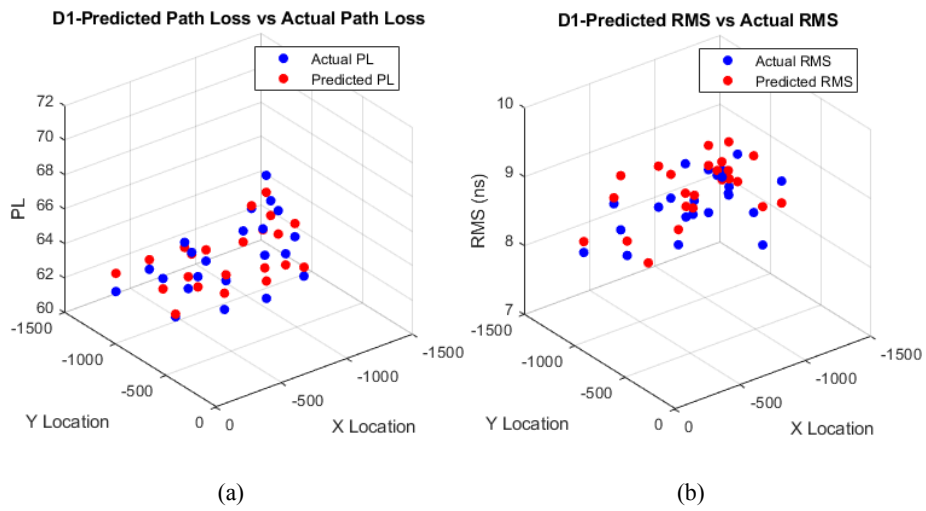 D1-Predicted Path Loss vs Actual Path Loss
Actual PL
Predicted PL
72
70
68
66
64
62
60
PL
-1500
-1000
-500
0
Y Location
0
-500
-1000
-1500
X Location
(a)
D1-Predicted RMS vs Actual RMS
Actual RMS
Predicted RMS
10
9
8
7
RMS (ns)
-1500
-1000
-500
0
Y Location
0
-500
-1000
-1500
X Location
(b)